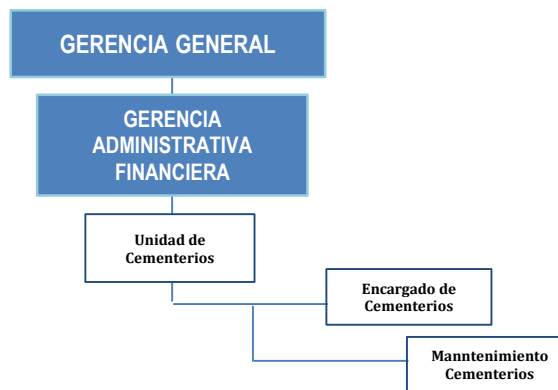 GERENCIA GENERAL
GERENCIA
ADMINISTRATIVA
FINANCIERA
Unidad de
Cementerios
Encargado de
Cementerios
Manntenimiento
Cementerios